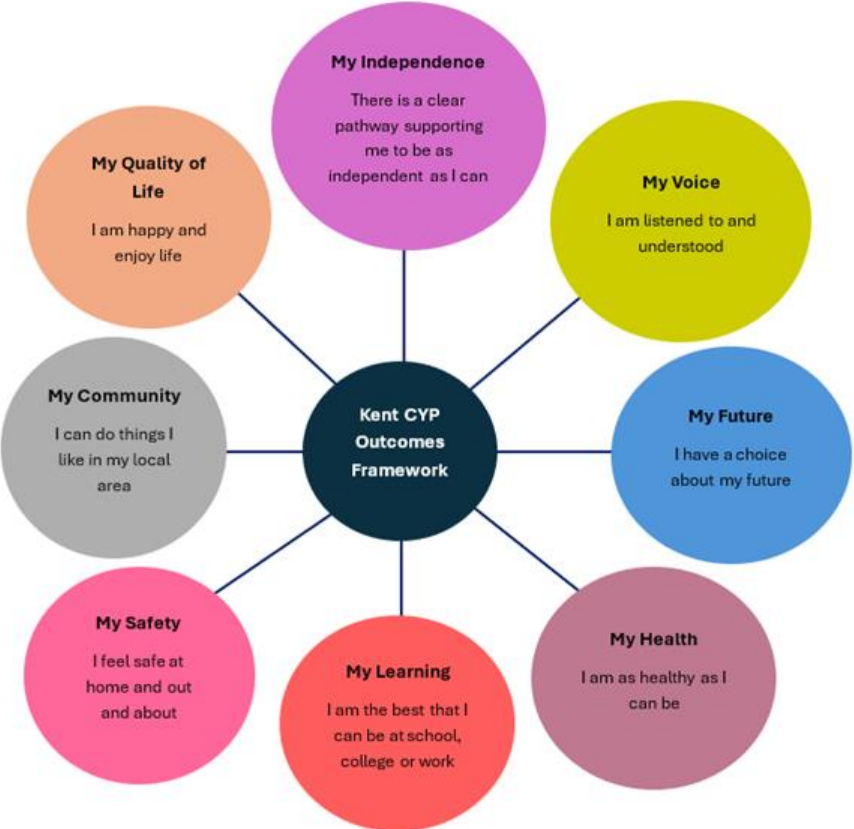 My Independence
There is a clear
pathway supporting
me to be as
independent as I can
My Voice
I am listened to and
understood
My Future
I have a choice
about my future
My Health
I am as healthy as I
can be
My Learning
I am the best that I
can be at school,
college or work
My Safety
I feel safe at
home and out
and about
My Community
I can do things I
like in my local
area
My Quality of
Life
I am happy and
enjoy life
Kent CYP
Outcomes
Framework